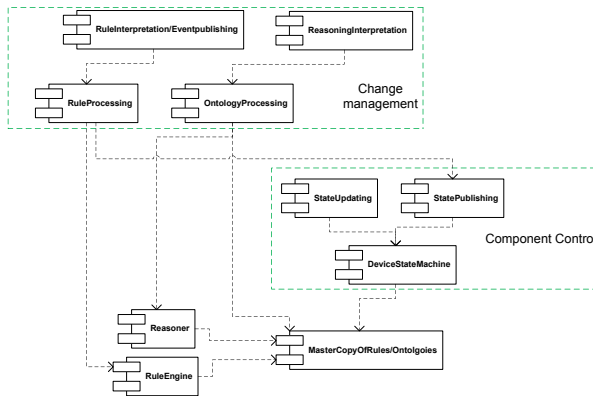 RuleInterpretation/Eventpublishing
ReasoningInterpretation
RuleProcessing
OntologyProcessing
Change
management
StateUpdating
StatePublishing
Component Contro
DeviceStateMachine
Reasoner
MasterCopyOfRules/Ontolgoies
RuleEngine